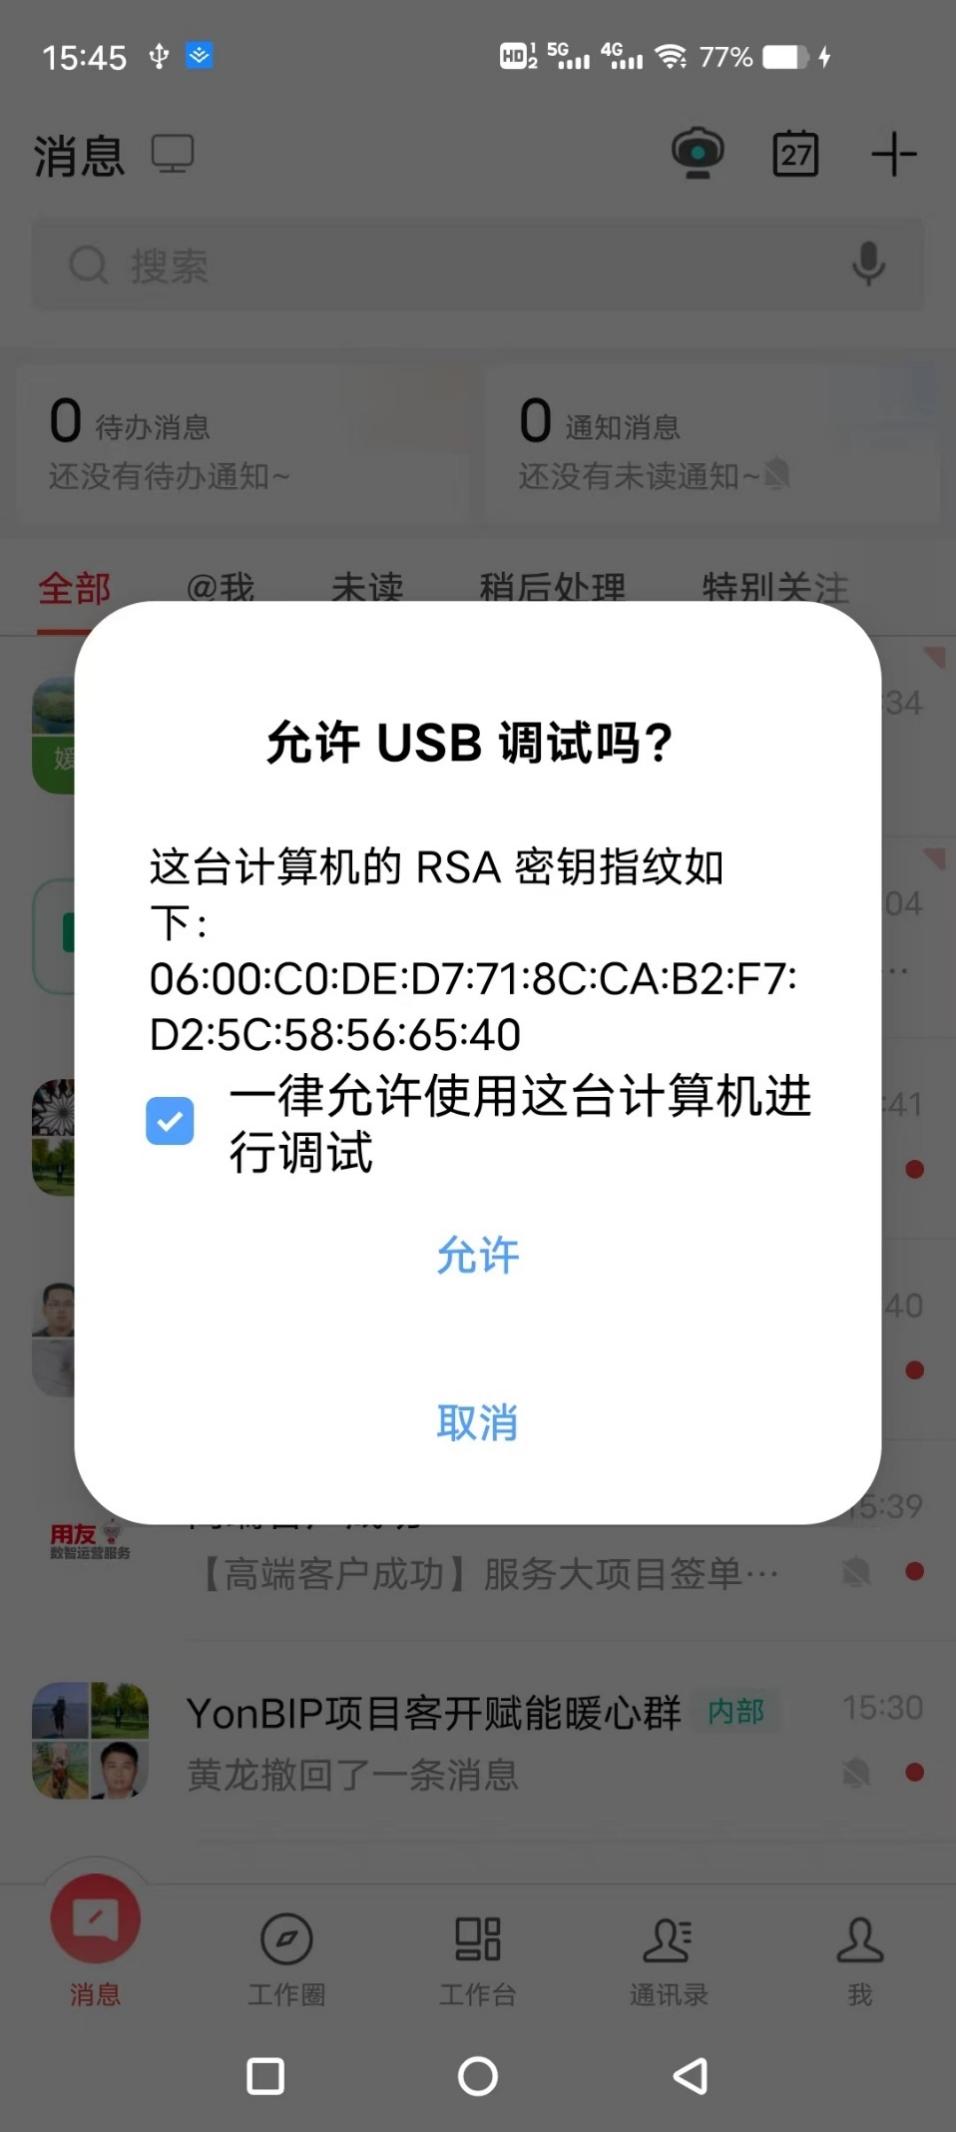 15:45
HD 1 2 5G 4G 77%
消息
27
搜索
0 待办消息
还没有待办通知~
0 通知消息
还没有未读通知~
全部 @我 未读 稍后处理 特别关注
:34
媛
允许 USB 调试吗?
这台计算机的 RSA 密钥指纹如
下:
06:00:C0:DE:D7:71:8C:CA:B2:F7:
D2:5C:58:56:65:40
一律允许使用这台计算机进
行调试
允许
取消
04
...
:41
40
15:39
用友
数智运营服务
【高端客户成功】服务大项目签单...
YonBIP项目客开赋能暖心群 内部 15:30
黄龙撤回了一条消息
消息 工作圈 工作台 通讯录 我